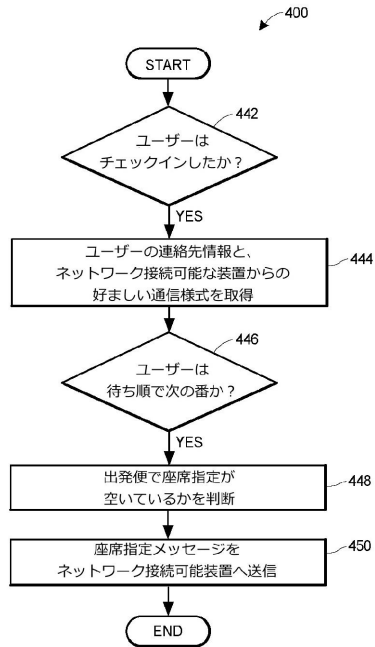 400
START
442
ユーザーは
チェックインしたか？
YES
ユーザーの連絡先情報と、
ネットワーク接続可能な装置からの
好ましい通信様式を取得
444
446
ユーザーは
待ち順で次の番か？
YES
出発便で座席指定が
空いているかを判断
448
座席指定メッセージを
ネットワーク接続可能装置へ送信
450
END